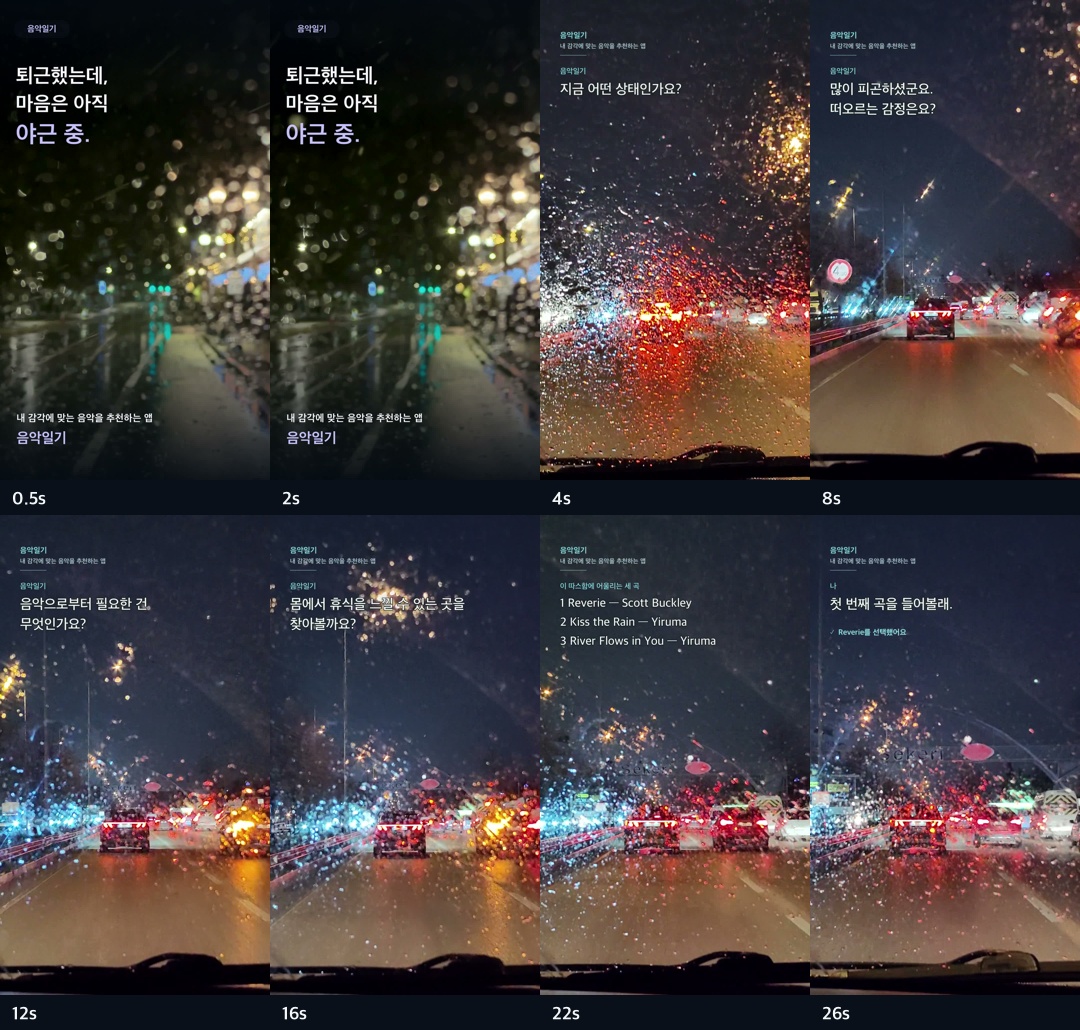 음악일기
퇴근했는데,
마음은 아직
야근 중.
내 감각에 맞는 음악을 추천하는 앱
음악일기
0.5s
음악일기
퇴근했는데,
마음은 아직
야근 중.
내 감각에 맞는 음악을 추천하는 앱
음악일기
2s
음악일기
내 감각에 맞는 음악을 추천하는 앱
음악일기
지금 어떤 상태인가요?
4s
음악일기
내 감각에 맞는 음악을 추천하는 앱
음악일기
많이 피곤하셨군요.
떠오르는 감정은요?
8s
음악일기
내 감각에 맞는 음악을 추천하는 앱
음악일기
음악으로부터 필요한 건
무엇인가요?
12s
음악일기
내 감각에 맞는 음악을 추천하는 앱
음악일기
몸에서 휴식을 느낄 수 있는 곳을
찾아볼까요?
16s
음악일기
내 감각에 맞는 음악을 추천하는 앱
이 따스함에 어울리는 세 곡
1 Reverie — Scott Buckley
2 Kiss the Rain — Yiruma
3 River Flows in You — Yiruma
22s
음악일기
내 감각에 맞는 음악을 추천하는 앱
나
첫 번째 곡을 들어볼래.
✓ Reverie를 선택했어요
26s